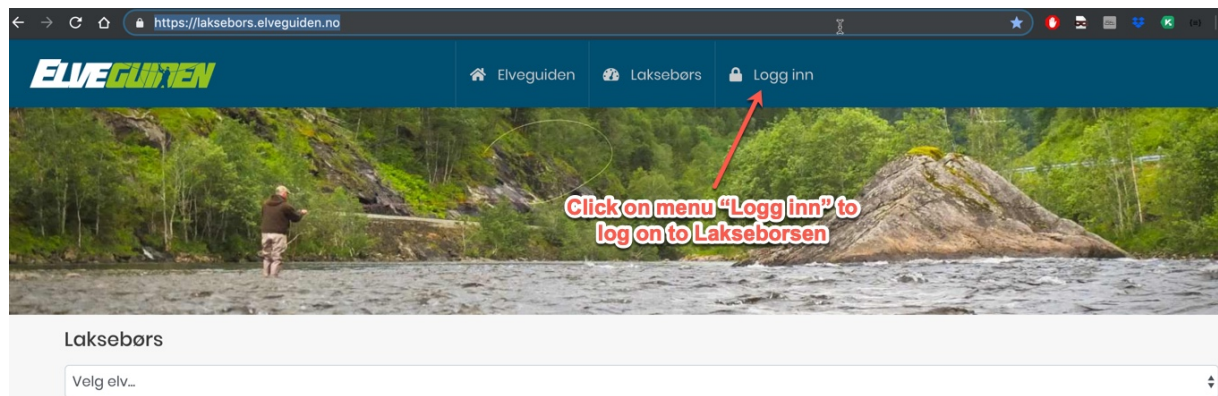 https://laksebors.elveguiden.no
ELVEGUIDEN
Elveguiden
Laksebørs
Logg inn
Click on menu “Logg inn” to
log on to Lakseborsen
Laksebørs
Velg elv...